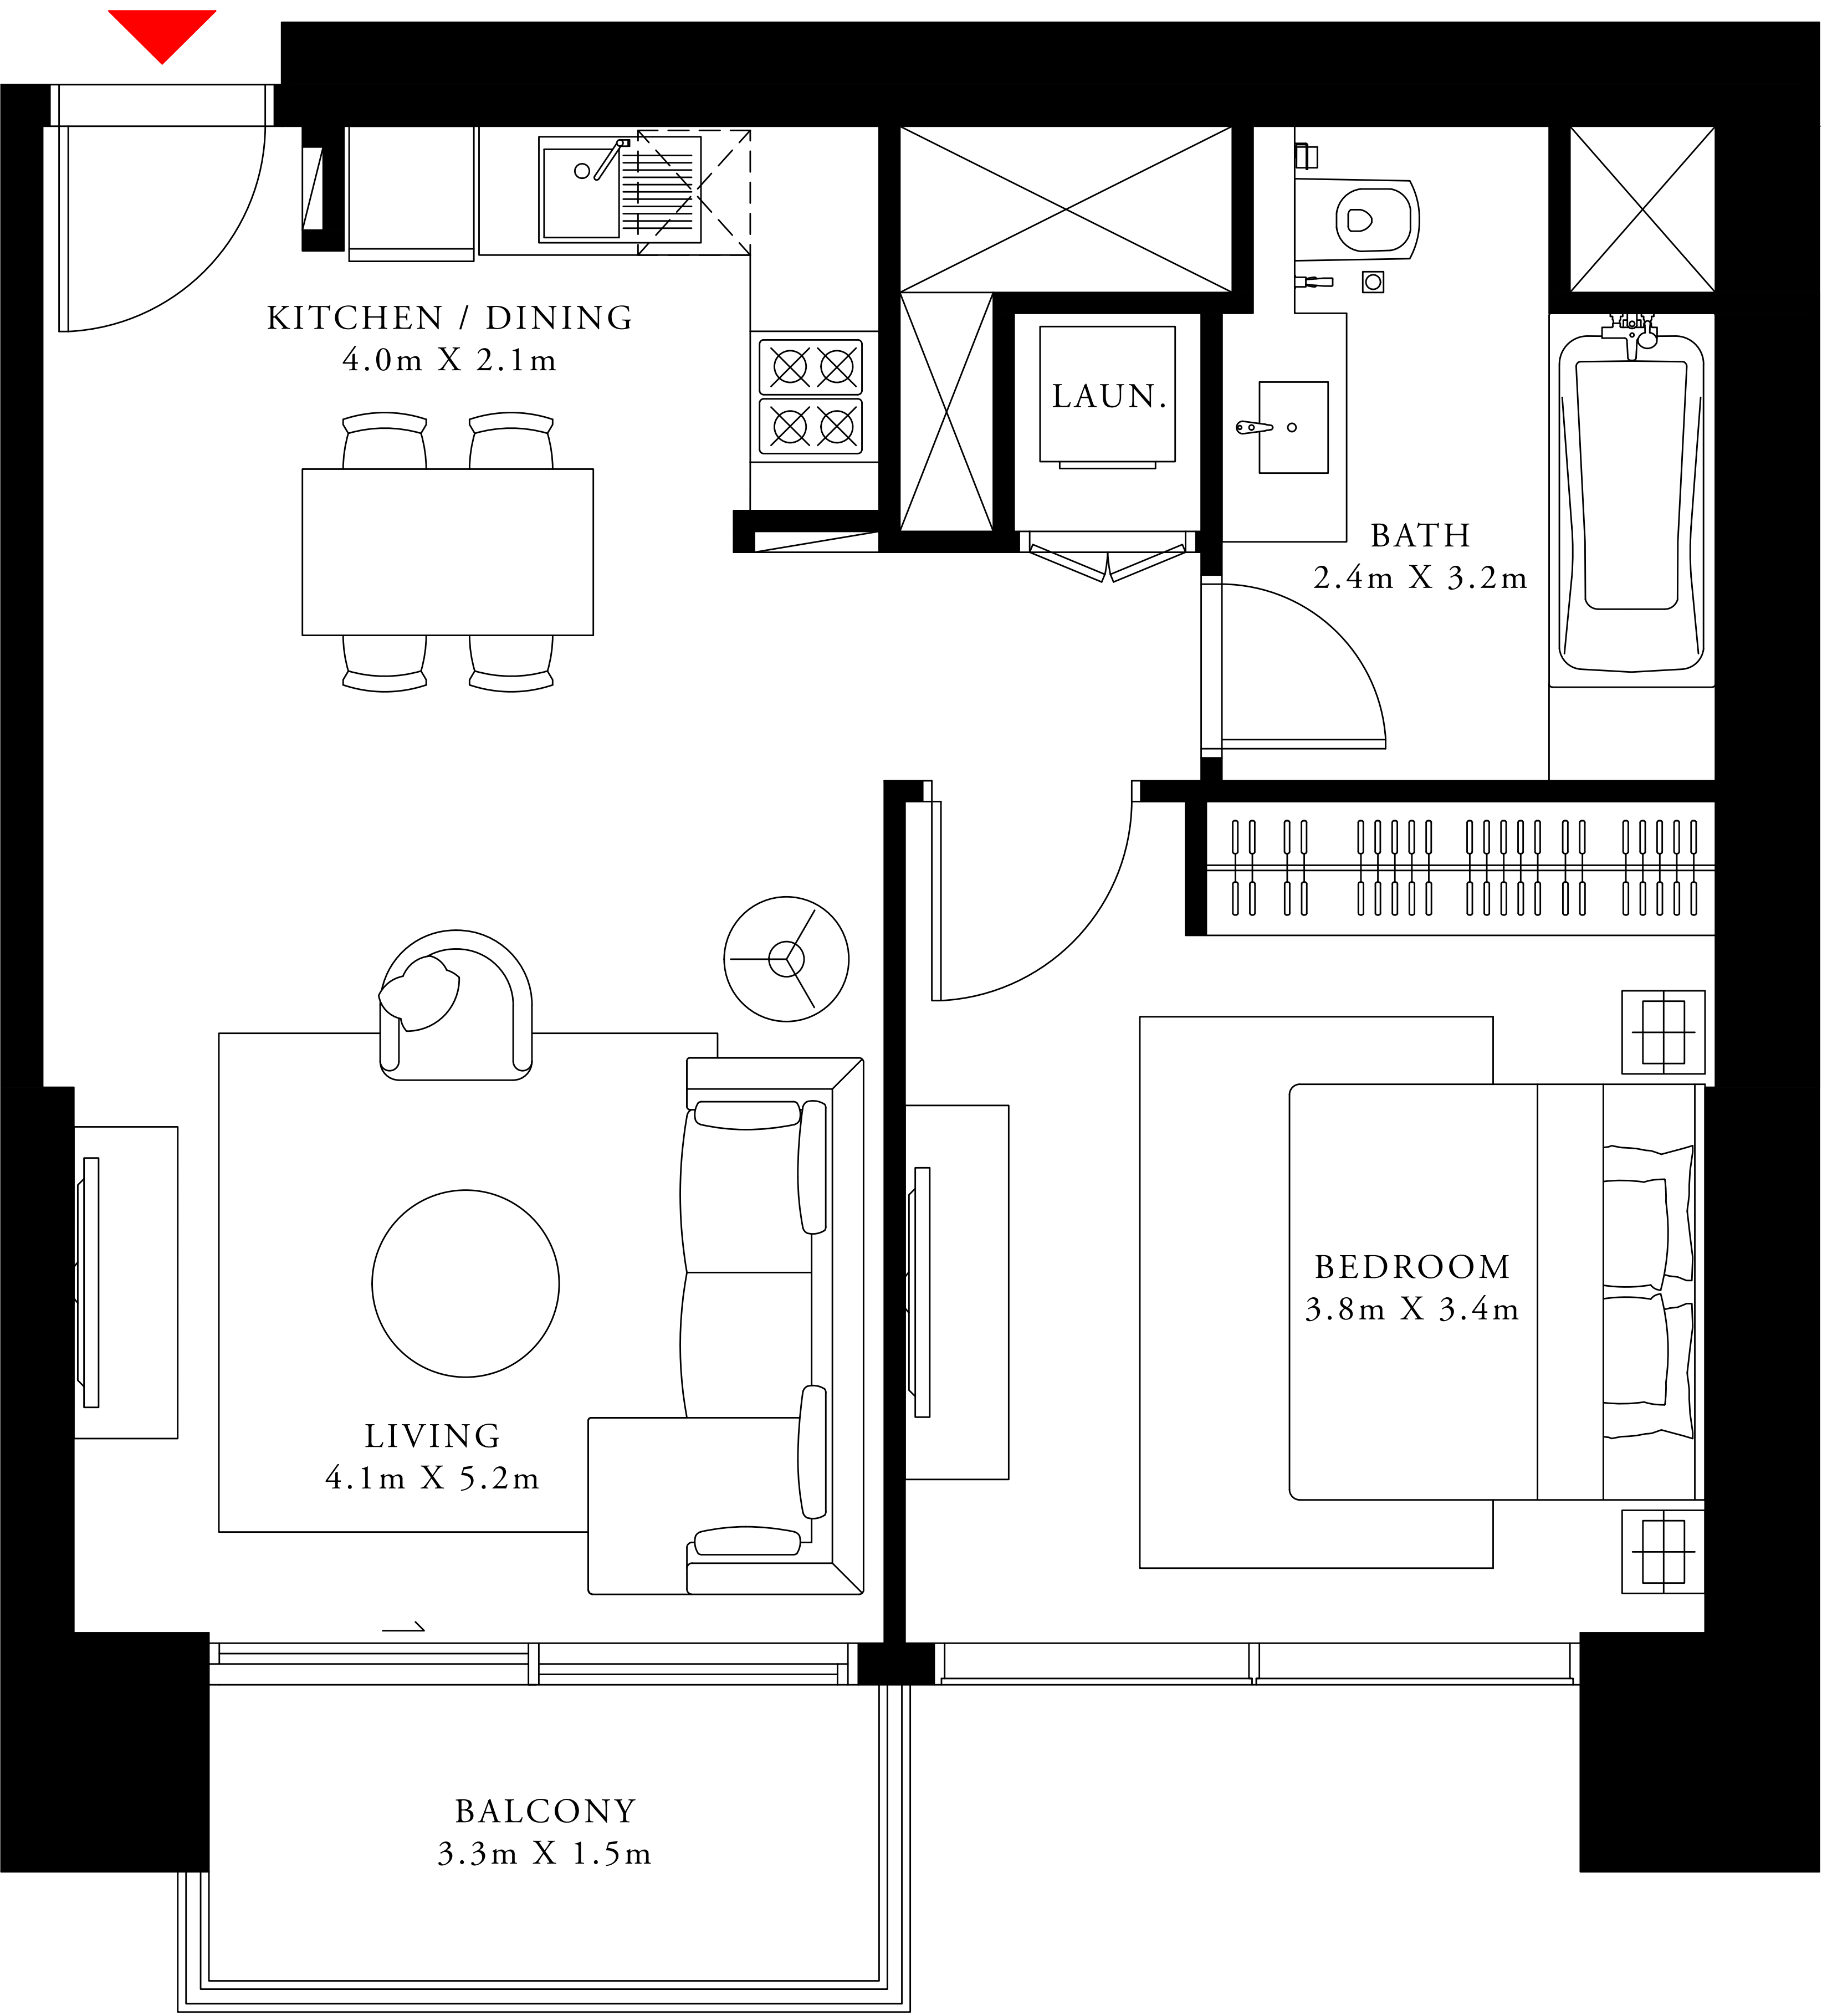 KITCHEN / DINING
4.0m X 2.1m
LAUN.
BATH
2.4m X 3.2m
BEDROOM
3.8m X 3.4m
LIVING
4.1m X 5.2m
BALCONY
3.3m X 1.5m